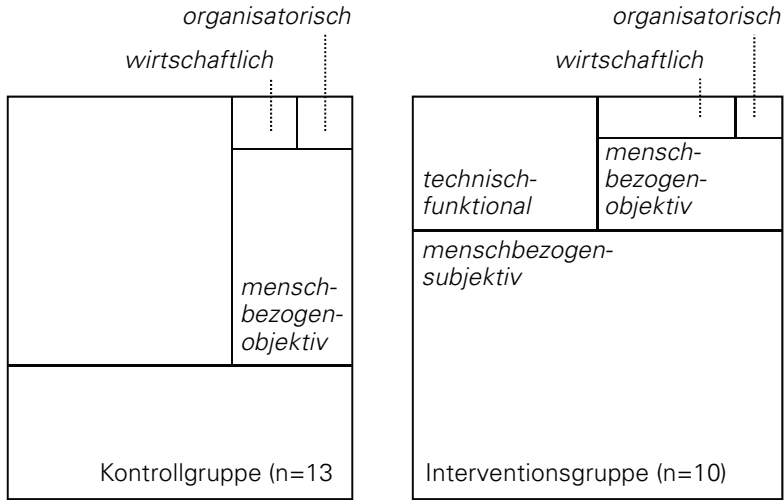 organisatorisch
wirtschaftlich
mensch-
bezogen-
objektiv
Kontrollgruppe (n=13
organisatorisch
wirtschaftlich
technisch-
funktional
mensch-
bezogen-
objektiv
menschbezogen-
subjektiv
Interventionsgruppe (n=10)